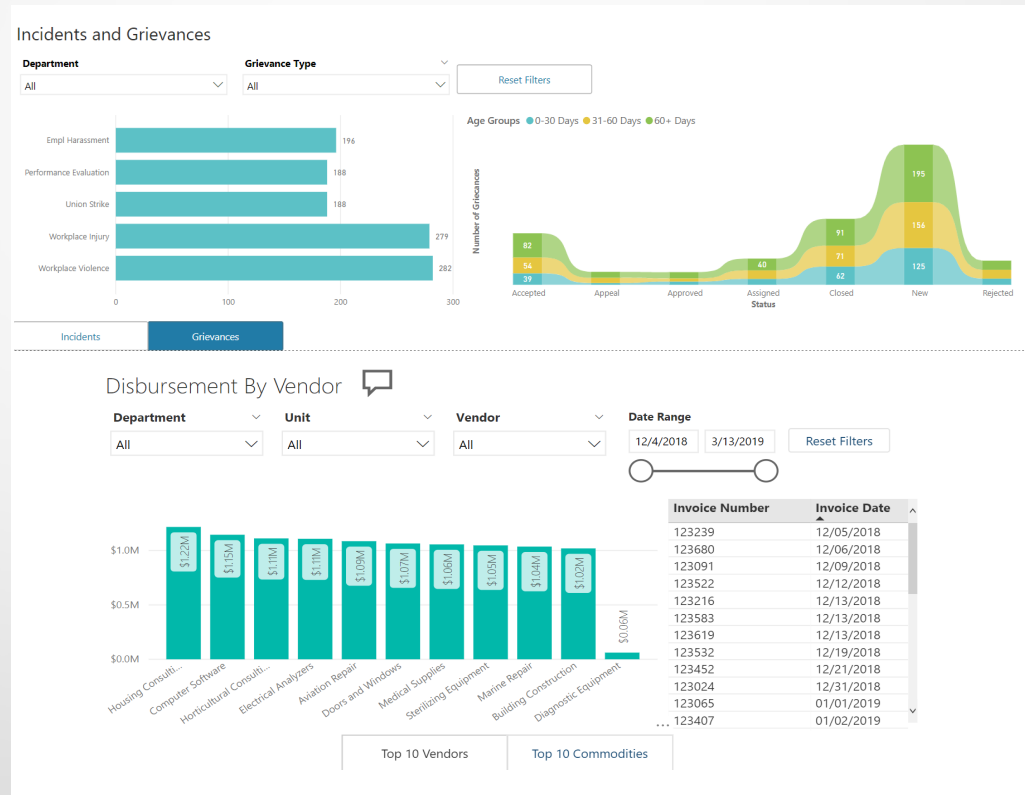 Incidents and Grievances
Department
Grievance Type
All
All
Reset Filters
Age Groups 0-30 Days 31-60 Days 60+ Days
Empl Harassment 196
Performance Evaluation 188
Union Strike 188
Workplace Injury 279
Workplace Violence 282
0 100 200 300
Number of Griecances
82
54
39
40
91
71
62
195
156
125
Accepted Appeal Approved Assigned Closed New Rejected
Status
Incidents
Grievances
Disbursement By Vendor
Department Unit Vendor Date Range
All All All 12/4/2018 3/13/2019 Reset Filters
$1.0M
$0.5M
$0.0M
$1.22M $1.15M $1.11M $1.11M $1.09M $1.07M $1.06M $1.05M $1.04M $1.02M $0.06M
Housing Consulti...
Computer Software
Horticultural Consulti...
Electrical Analyzers
Aviation Repair
Doors and Windows
Medical Supplies
Sterilizing Equipment
Marine Repair
Building Construction
Diagnostic Equipment
Invoice Number Invoice Date
123239 12/05/2018
123680 12/06/2018
123091 12/09/2018
123522 12/12/2018
123216 12/13/2018
123583 12/13/2018
123619 12/13/2018
123532 12/19/2018
123452 12/21/2018
123024 12/31/2018
123065 01/01/2019
123407 01/02/2019
...
Top 10 Vendors
Top 10 Commodities